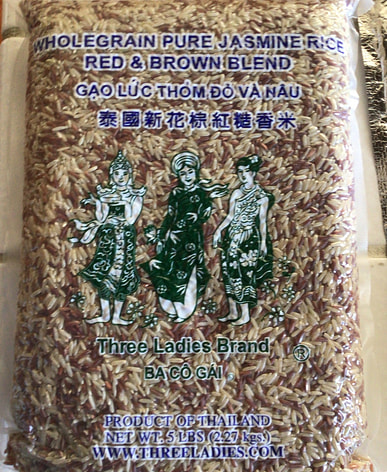 WHOLEGRAIN PURE JASMINE RICE
RED & BROWN BLEND
GẠO LỨC THƠM ĐỎ VÀ NÂU
泰國新花棕紅糙香米
Three Ladies Brand ®
BA CÔ GÁI
PRODUCT OF THAILAND
NET WT. 5 LBS (2.27 kgs.)
WWW.THREELADIES.COM